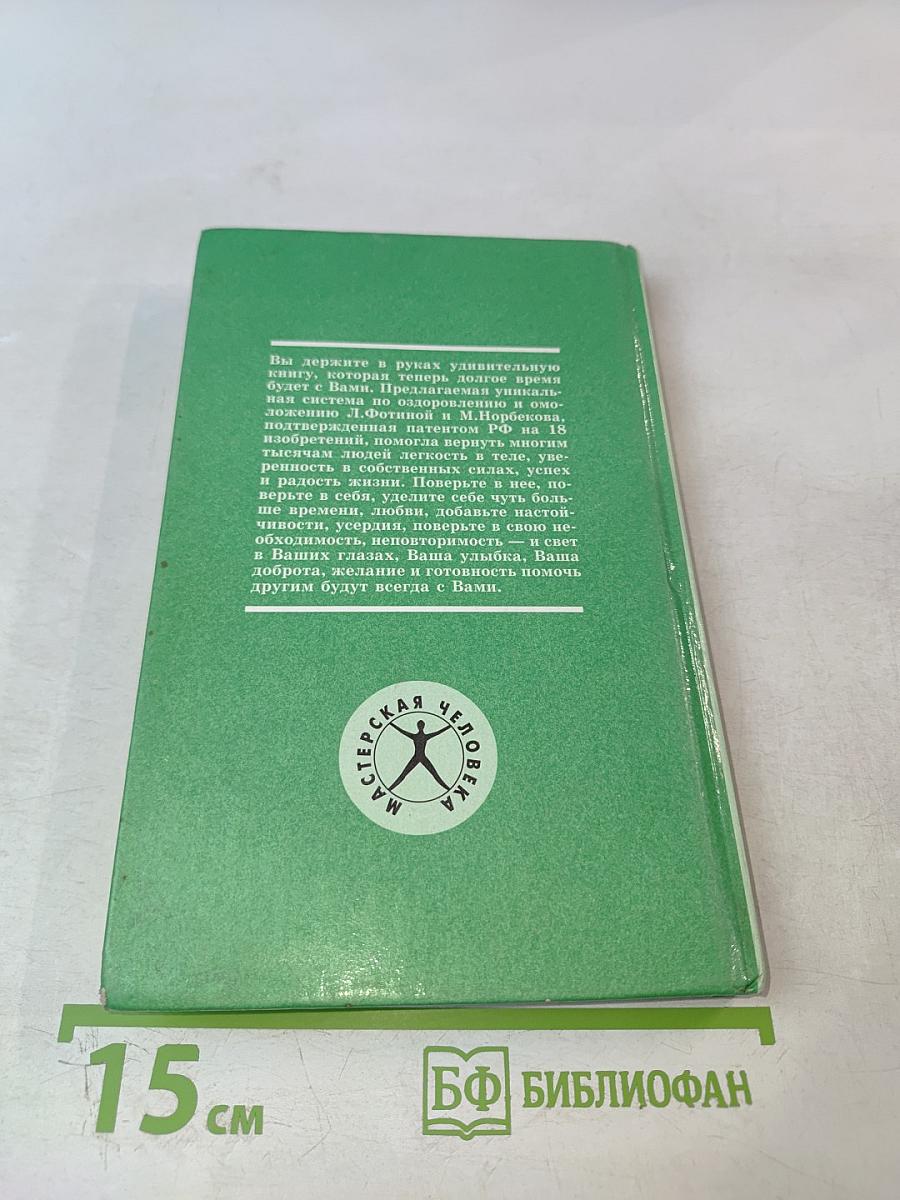 Вы держите в руках удивительную
книгу, которая теперь долгое время
будет с Вами. Предлагаемая уникаль-
ная система по оздоровлению и омо-
ложению Л.Фотиной и М.Норбекова,
подтвержденная патентом РФ на 18
изобретений, помогла вернуть многим
тысячам людей легкость в теле, уве-
ренность в собственных силах, успех
и радость жизни. Поверьте в нее, по-
верьте в себя, уделите себе чуть боль-
ше времени, любви, добавьте настой-
чивости, усердия, поверьте в свою не-
обходимость, неповторимость — и свет
в Ваших глазах, Ваша улыбка, Ваша
доброта, желание и готовность помочь
другим будут всегда с Вами.
МАСТЕРСКАЯ ЧЕЛОВЕКА
15 см
БФ БИБЛИОФАН